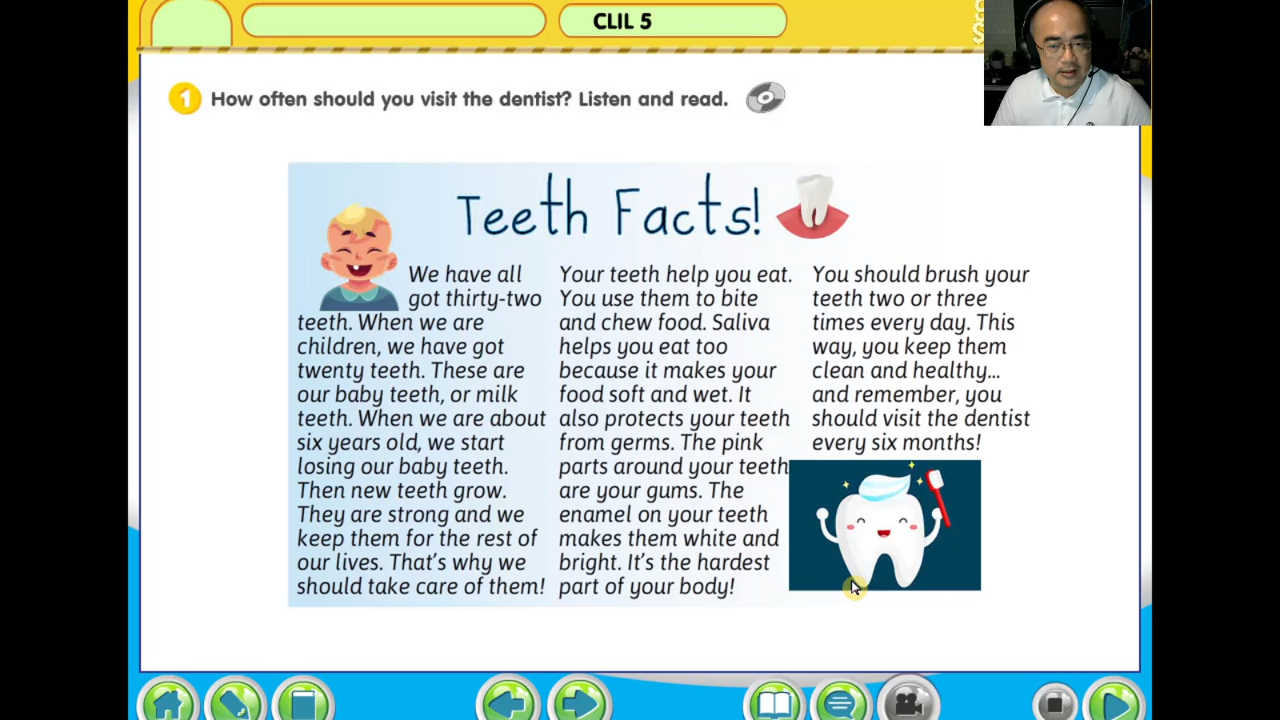 CLIL 5
1 How often should you visit the dentist? Listen and read.
Teeth Facts!
We have all
got thirty-two
teeth. When we are
children, we have got
twenty teeth. These are
our baby teeth, or milk
teeth. When we are about
six years old, we start
losing our baby teeth.
Then new teeth grow.
They are strong and we
keep them for the rest of
our lives. That's why we
should take care of them!
Your teeth help you eat.
You use them to bite
and chew food. Saliva
helps you eat too
because it makes your
food soft and wet. It
also protects your teeth
from germs. The pink
parts around your teeth
are your gums. The
enamel on your teeth
makes them white and
bright. It's the hardest
part of your body!
You should brush your
teeth two or three
times every day. This
way, you keep them
clean and healthy...
and remember, you
should visit the dentist
every six months!